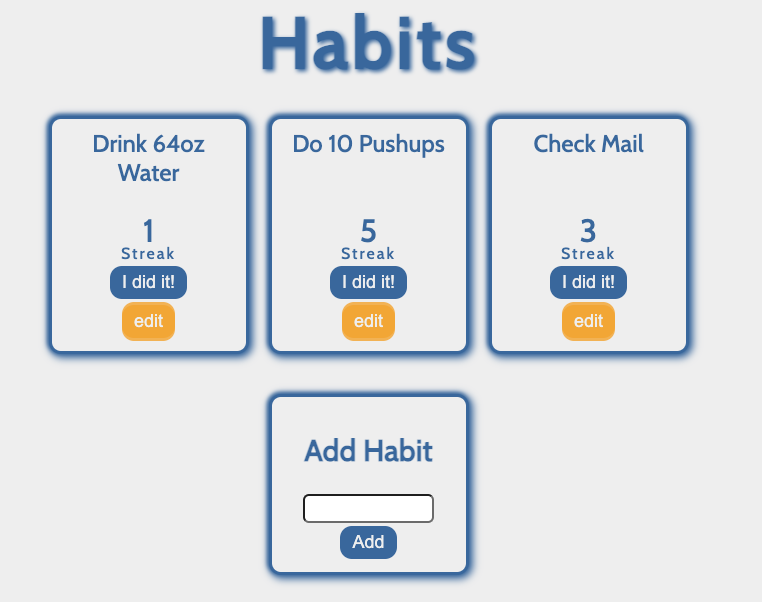 Habits
Drink 64oz
Water
1
Streak
I did it!
edit
Do 10 Pushups
5
Streak
I did it!
edit
Check Mail
3
Streak
I did it!
edit
Add Habit
Add